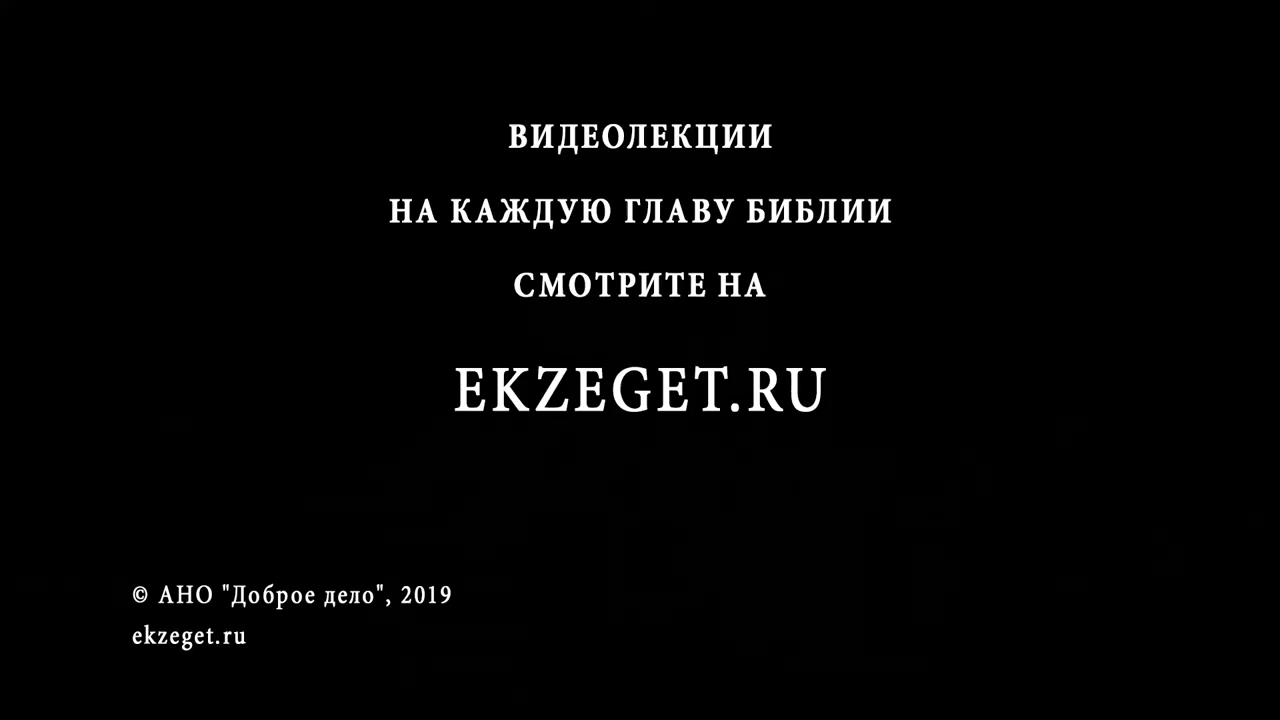 ВИДЕОЛЕКЦИИ
НА КАЖДУЮ ГЛАВУ БИБЛИИ
СМОТРИТЕ НА
EKZEGET.RU
© АНО "Доброе дело", 2019
ekzeget.ru